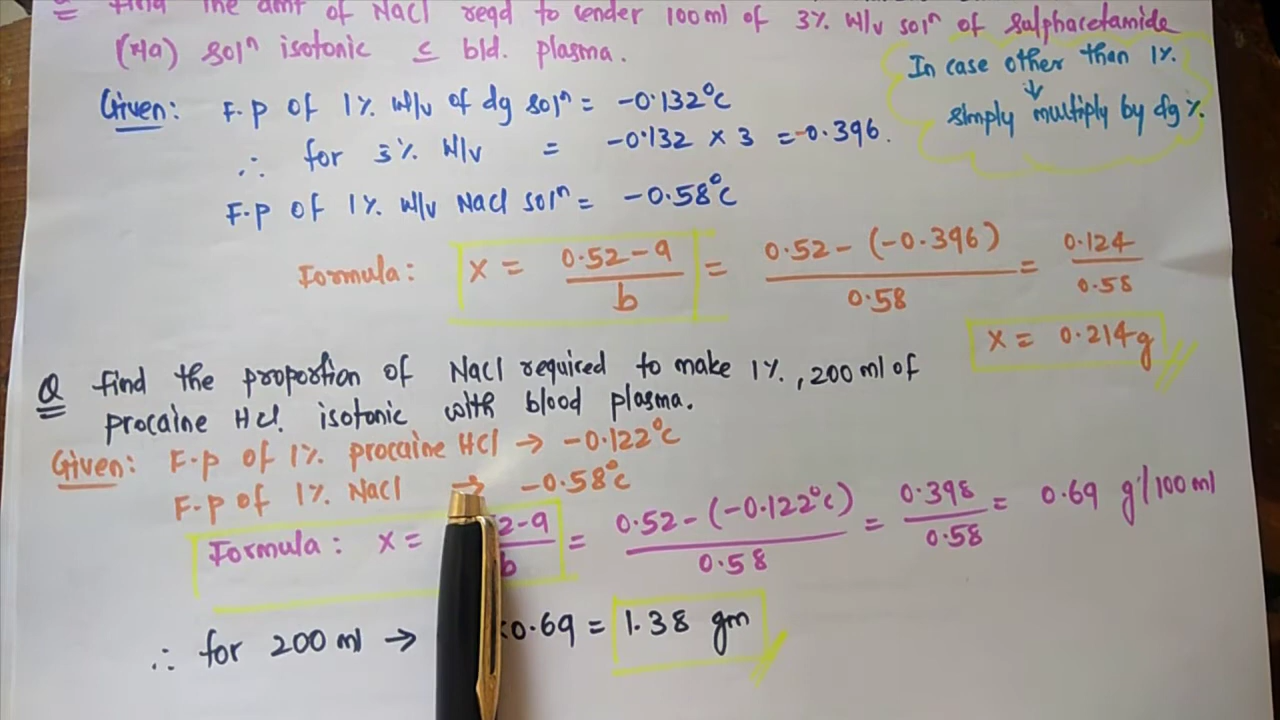 Find the amt of NaCl reqd to render 100 ml of 3% w/v solⁿ of sulphacetamide
(Na) solⁿ isotonic c̄ bld. plasma.
In case other than 1%.
↓
simply multiply by dg %.
Given: F.p of 1% w/v of dg solⁿ = -0.132°C
∴ for 3% w/v = -0.132 × 3 = -0.396.
F.p of 1% w/v NaCl solⁿ = -0.58°C
Formula: x = 0.52-a / b = 0.52-(-0.396) / 0.58 = 0.124 / 0.58
x = 0.214g
Q Find the proportion of NaCl required to make 1%, 200 ml of
procaine HCl. isotonic with blood plasma.
Given: F.p of 1% procaine HCl → -0.122°C
F.p of 1% NaCl → -0.58°C
Formula: x = 2-a / b = 0.52-(-0.122°C) / 0.58 = 0.398 / 0.58 = 0.69 g/100 ml
∴ for 200 ml → ×0.69 = 1.38 gm